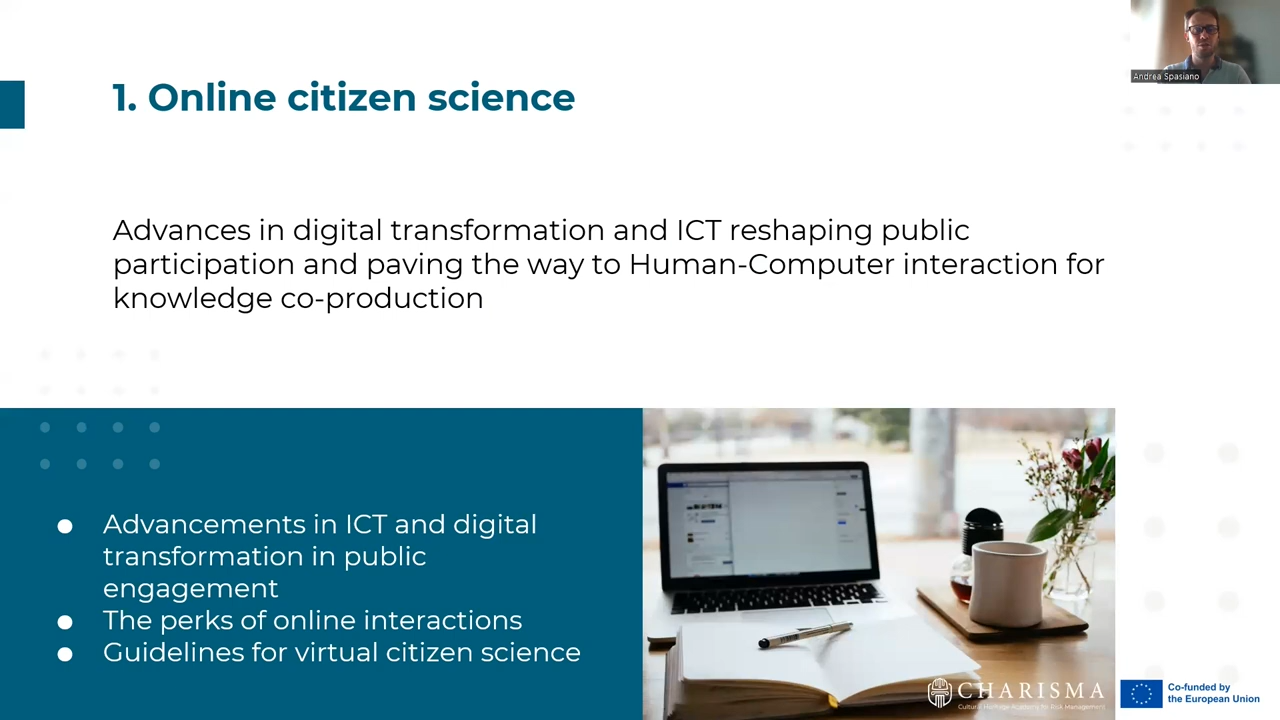 Andrea Spasiano
1. Online citizen science
Advances in digital transformation and ICT reshaping public
participation and paving the way to Human-Computer interaction for
knowledge co-production
● Advancements in ICT and digital
transformation in public
engagement
● The perks of online interactions
● Guidelines for virtual citizen science
CHARISMA
Cultural Heritage Academy for Risk Management
Co-funded by
the European Union